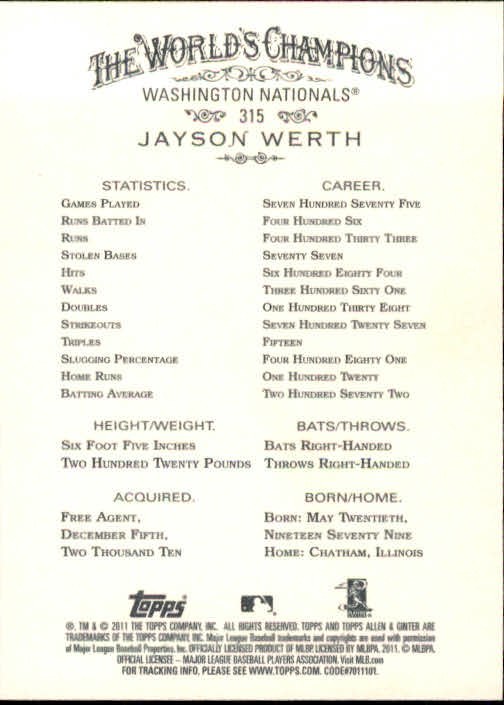 THE WORLD'S CHAMPIONS
WASHINGTON NATIONALS®
315
JAYSON WERTH
STATISTICS. CAREER.
GAMES PLAYED SEVEN HUNDRED SEVENTY FIVE
RUNS BATTED IN FOUR HUNDRED SIX
RUNS FOUR HUNDRED THIRTY THREE
STOLEN BASES SEVENTY SEVEN
HITS SIX HUNDRED EIGHTY FOUR
WALKS THREE HUNDRED SIXTY ONE
DOUBLES ONE HUNDRED THIRTY EIGHT
STRIKEOUTS SEVEN HUNDRED TWENTY SEVEN
TRIPLES FIFTEEN
SLUGGING PERCENTAGE FOUR HUNDRED EIGHTY ONE
HOME RUNS ONE HUNDRED TWENTY
BATTING AVERAGE TWO HUNDRED SEVENTY TWO
HEIGHT/WEIGHT. BATS/THROWS.
SIX FOOT FIVE INCHES BATS RIGHT-HANDED
TWO HUNDRED TWENTY POUNDS THROWS RIGHT-HANDED
ACQUIRED. BORN/HOME.
FREE AGENT, BORN: MAY TWENTIETH,
DECEMBER FIFTH, NINETEEN SEVENTY NINE
TWO THOUSAND TEN HOME: CHATHAM, ILLINOIS
Topps
®, TM & © 2011 THE TOPPS COMPANY, INC. ALL RIGHTS RESERVED. TOPPS AND TOPPS ALLEN & GINTER ARE
TRADEMARKS OF THE TOPPS COMPANY, INC. Major League Baseball trademarks and copyrights are used with permission
of Major League Baseball Properties, Inc. OFFICIALLY LICENSED PRODUCT OF MLBP. LICENSED BY MLBPA. 2011. © MLBPA.
OFFICIAL LICENSEE – MAJOR LEAGUE BASEBALL PLAYERS ASSOCIATION. Visit MLB.com
FOR TRACKING INFO, PLEASE SEE WWW.TOPPS.COM. CODE#7011101.